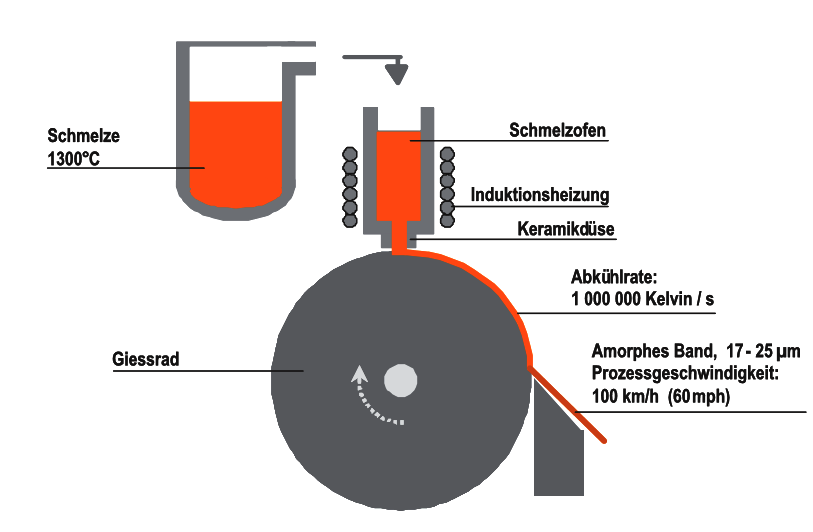 Schmelze
1300°C
Schmelzofen
Induktionsheizung
Keramikdüse
Abkühlrate:
1 000 000 Kelvin / s
Giessrad
Amorphes Band, 17 - 25 µm
Prozessgeschwindigkeit:
100 km/h (60 mph)